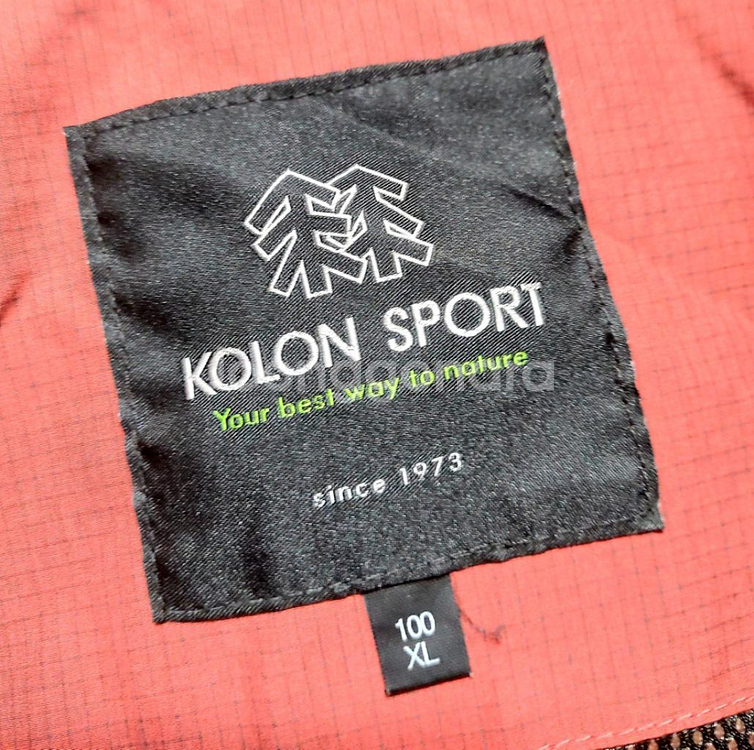 KOLON SPORT
Your best way to nature
since 1973
100
XL